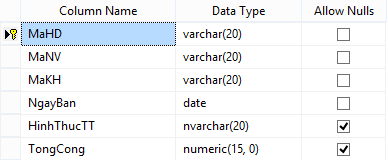 Column Name Data Type Allow Nulls
MaHD varchar(20)
MaNV varchar(20)
MaKH varchar(20)
NgayBan date
HinhThucTT nvarchar(20)
TongCong numeric(15, 0)